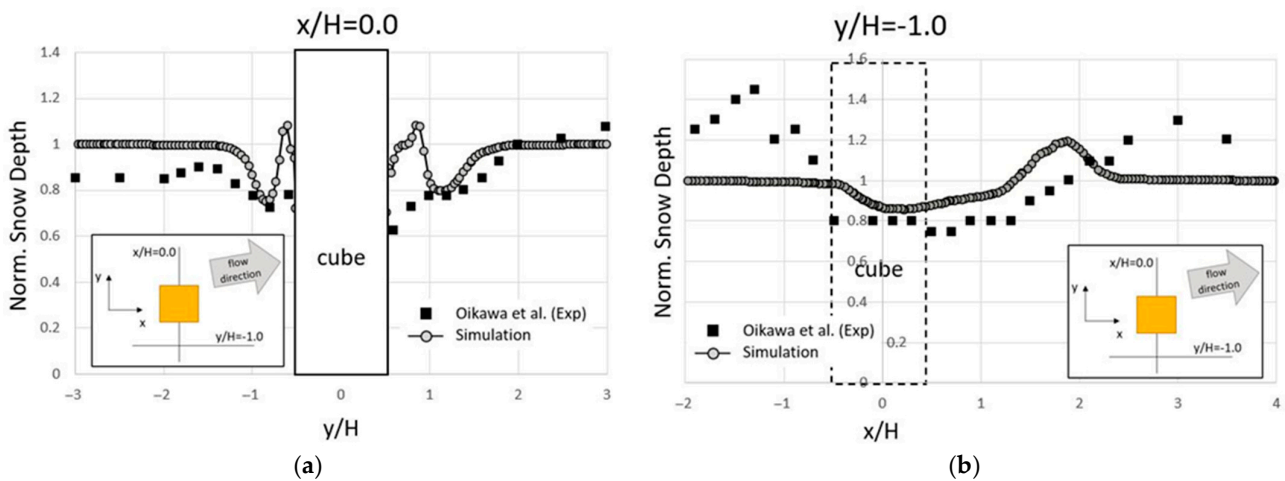 x/H=0.0
1.4
1.2
1
0.8
0.6
0.4
0.2
0
Norm. Snow Depth
cube
x/H=0.0
y
x
flow
direction
y/H=-1.0
Oikawa et al. (Exp)
Simulation
−3
−2
−1
0
1
2
3
y/H
(a)
y/H=-1.0
1.6
1.4
1.2
1
0.8
0.6
0.4
0.2
0
Norm. Snow Depth
cube
Oikawa et al. (Exp)
Simulation
x/H=0.0
y
x
flow
direction
y/H=-1.0
−2
−1
0
1
2
3
4
x/H
(b)